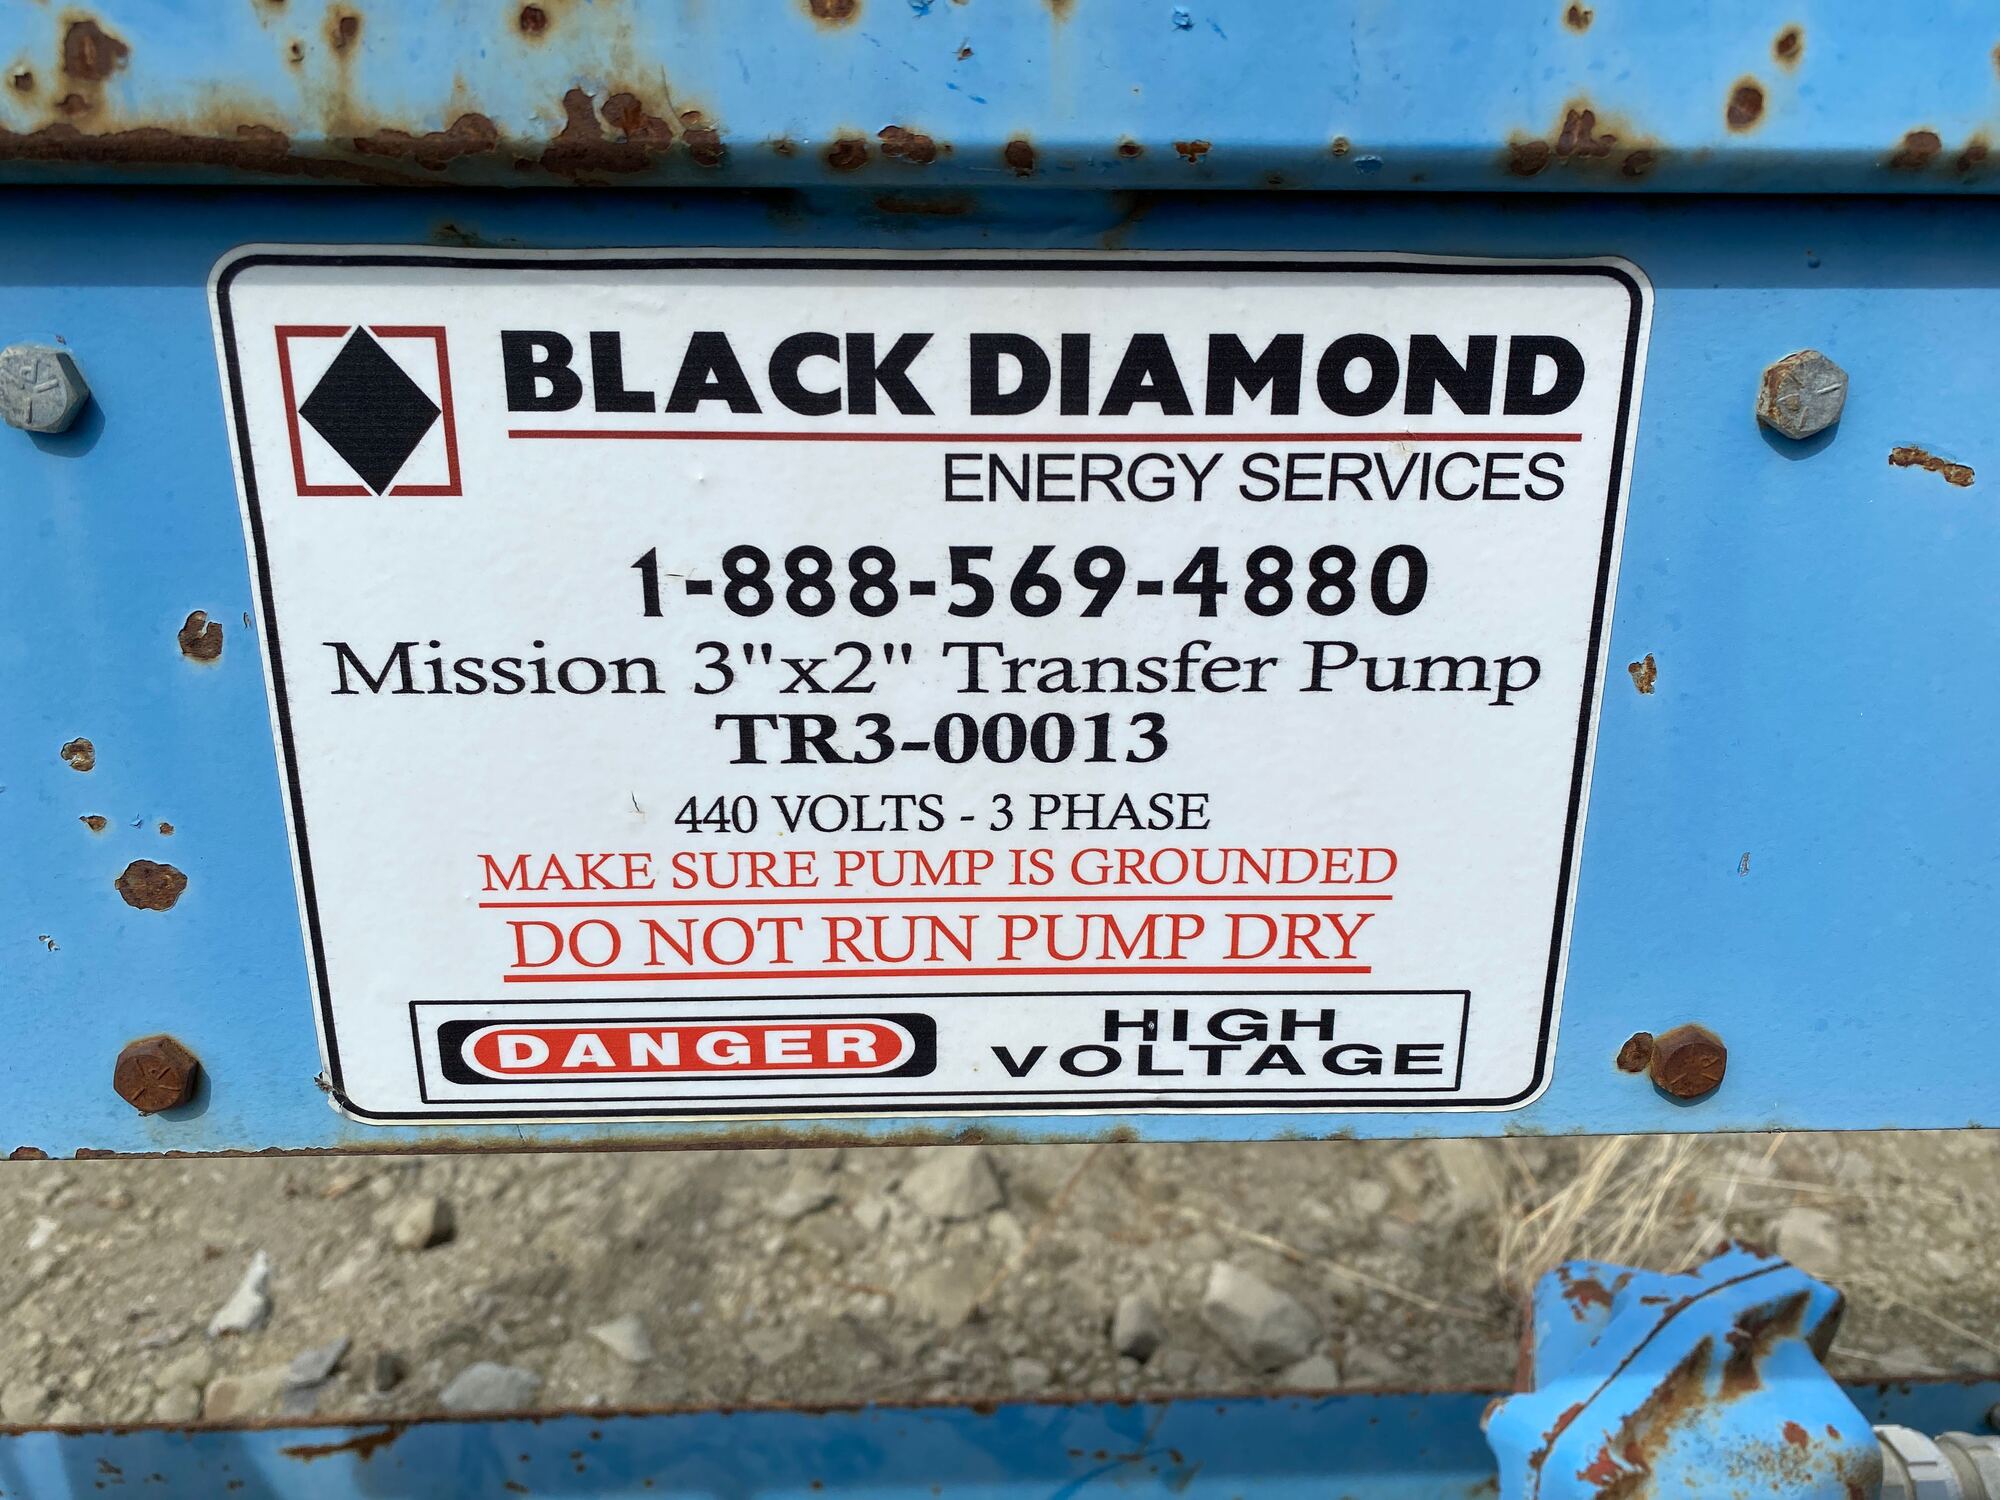 BLACK DIAMOND
ENERGY SERVICES
1-888-569-4880
Mission 3"x2" Transfer Pump
TR3-00013
440 VOLTS - 3 PHASE
MAKE SURE PUMP IS GROUNDED
DO NOT RUN PUMP DRY
DANGER
HIGH
VOLTAGE